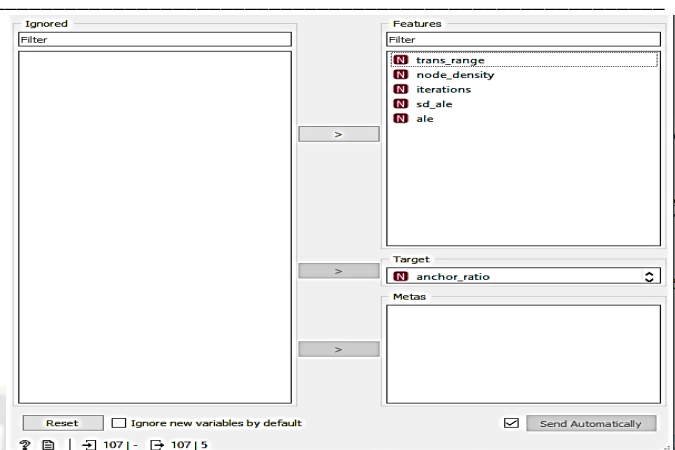 Ignored
Filter
>
>
>
Features
Filter
N trans_range
N node_density
N iterations
N sd_ale
N ale
Target
N anchor_ratio
Metas
Reset
Ignore new variables by default
Send Automatically
? | 107 | - 107 | 5